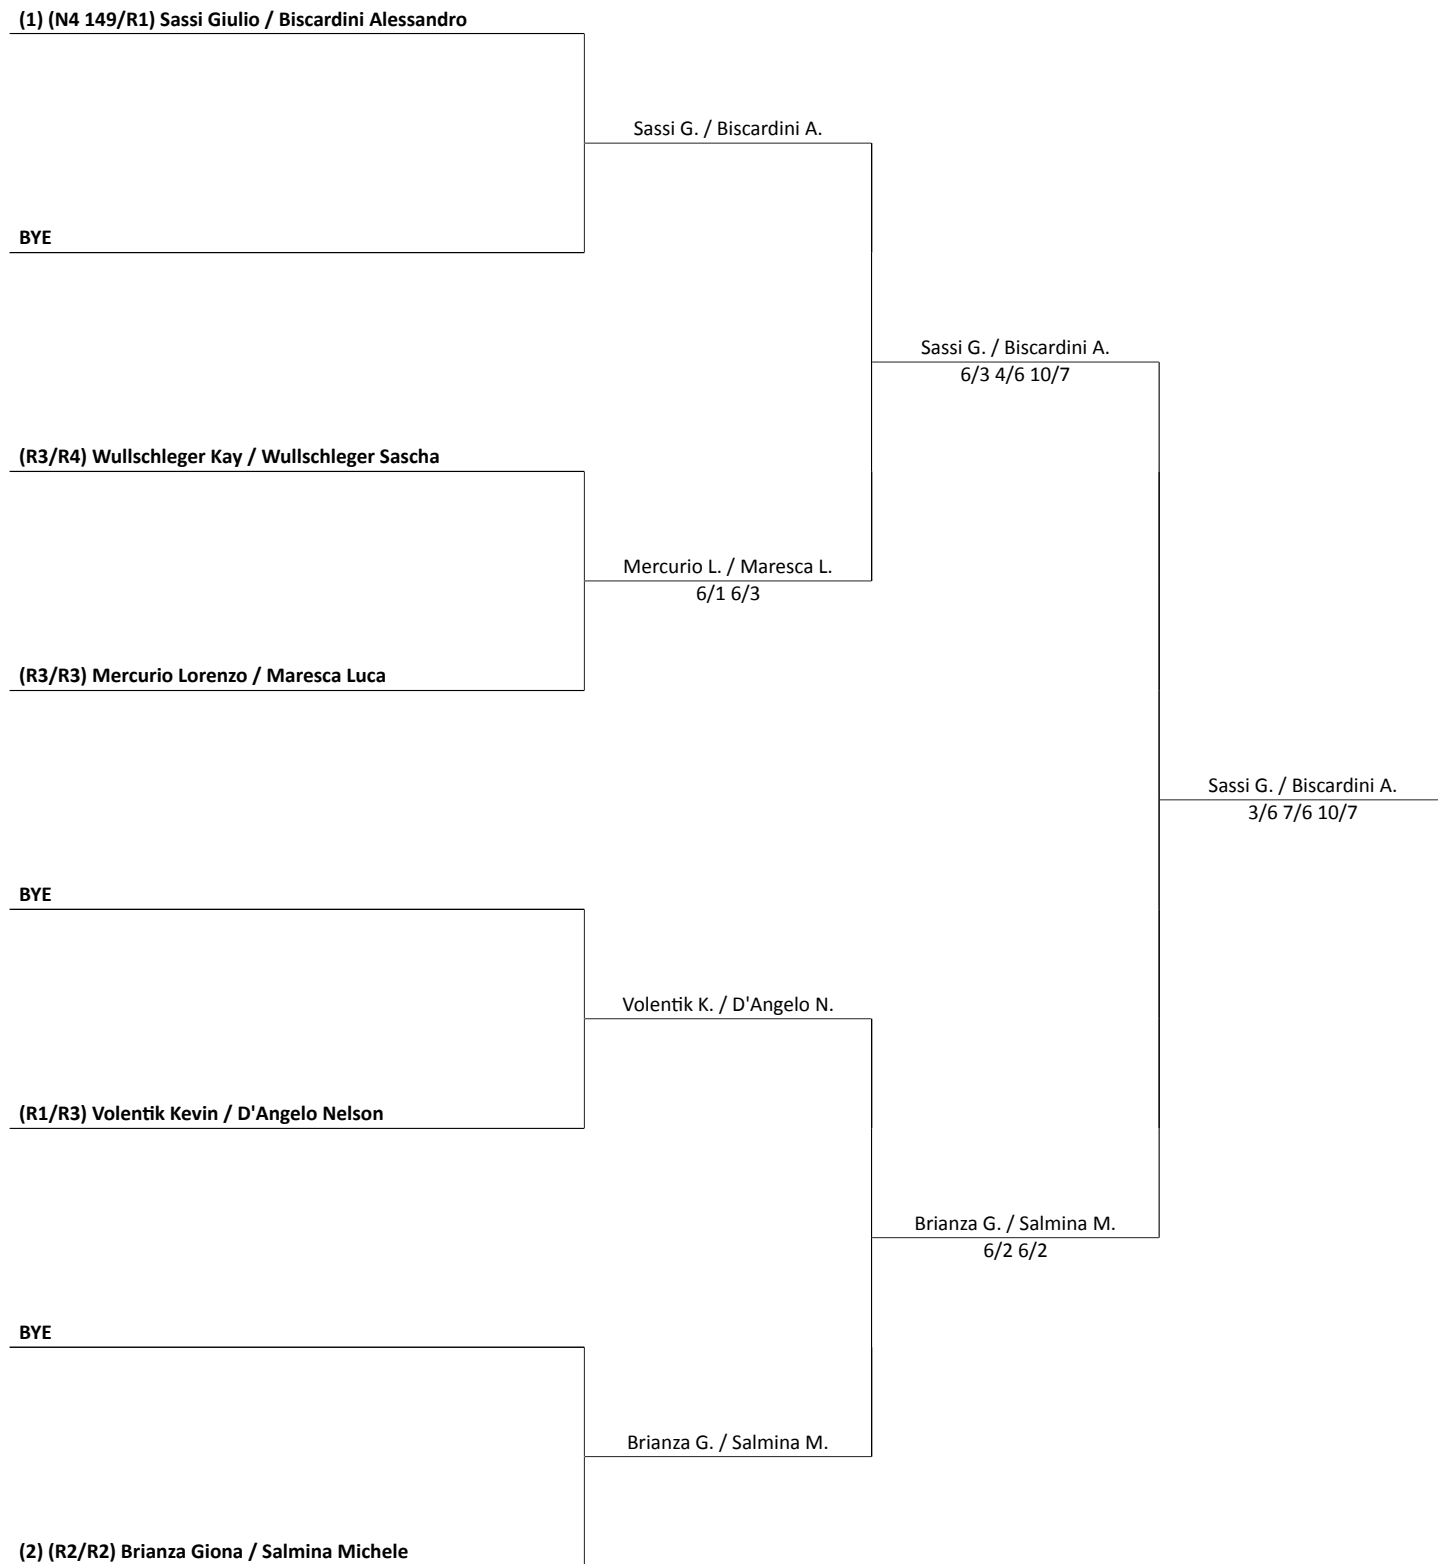 (1) (N4 149/R1) Sassi Giulio / Biscardini Alessandro
Sassi G. / Biscardini A.
BYE
Sassi G. / Biscardini A.
6/3 4/6 10/7
(R3/R4) Wullschleger Kay / Wullschleger Sascha
Mercurio L. / Maresca L.
6/1 6/3
(R3/R3) Mercurio Lorenzo / Maresca Luca
Sassi G. / Biscardini A.
3/6 7/6 10/7
BYE
Volentik K. / D'Angelo N.
(R1/R3) Volentik Kevin / D'Angelo Nelson
Brianza G. / Salmina M.
6/2 6/2
BYE
Brianza G. / Salmina M.
(2) (R2/R2) Brianza Giona / Salmina Michele